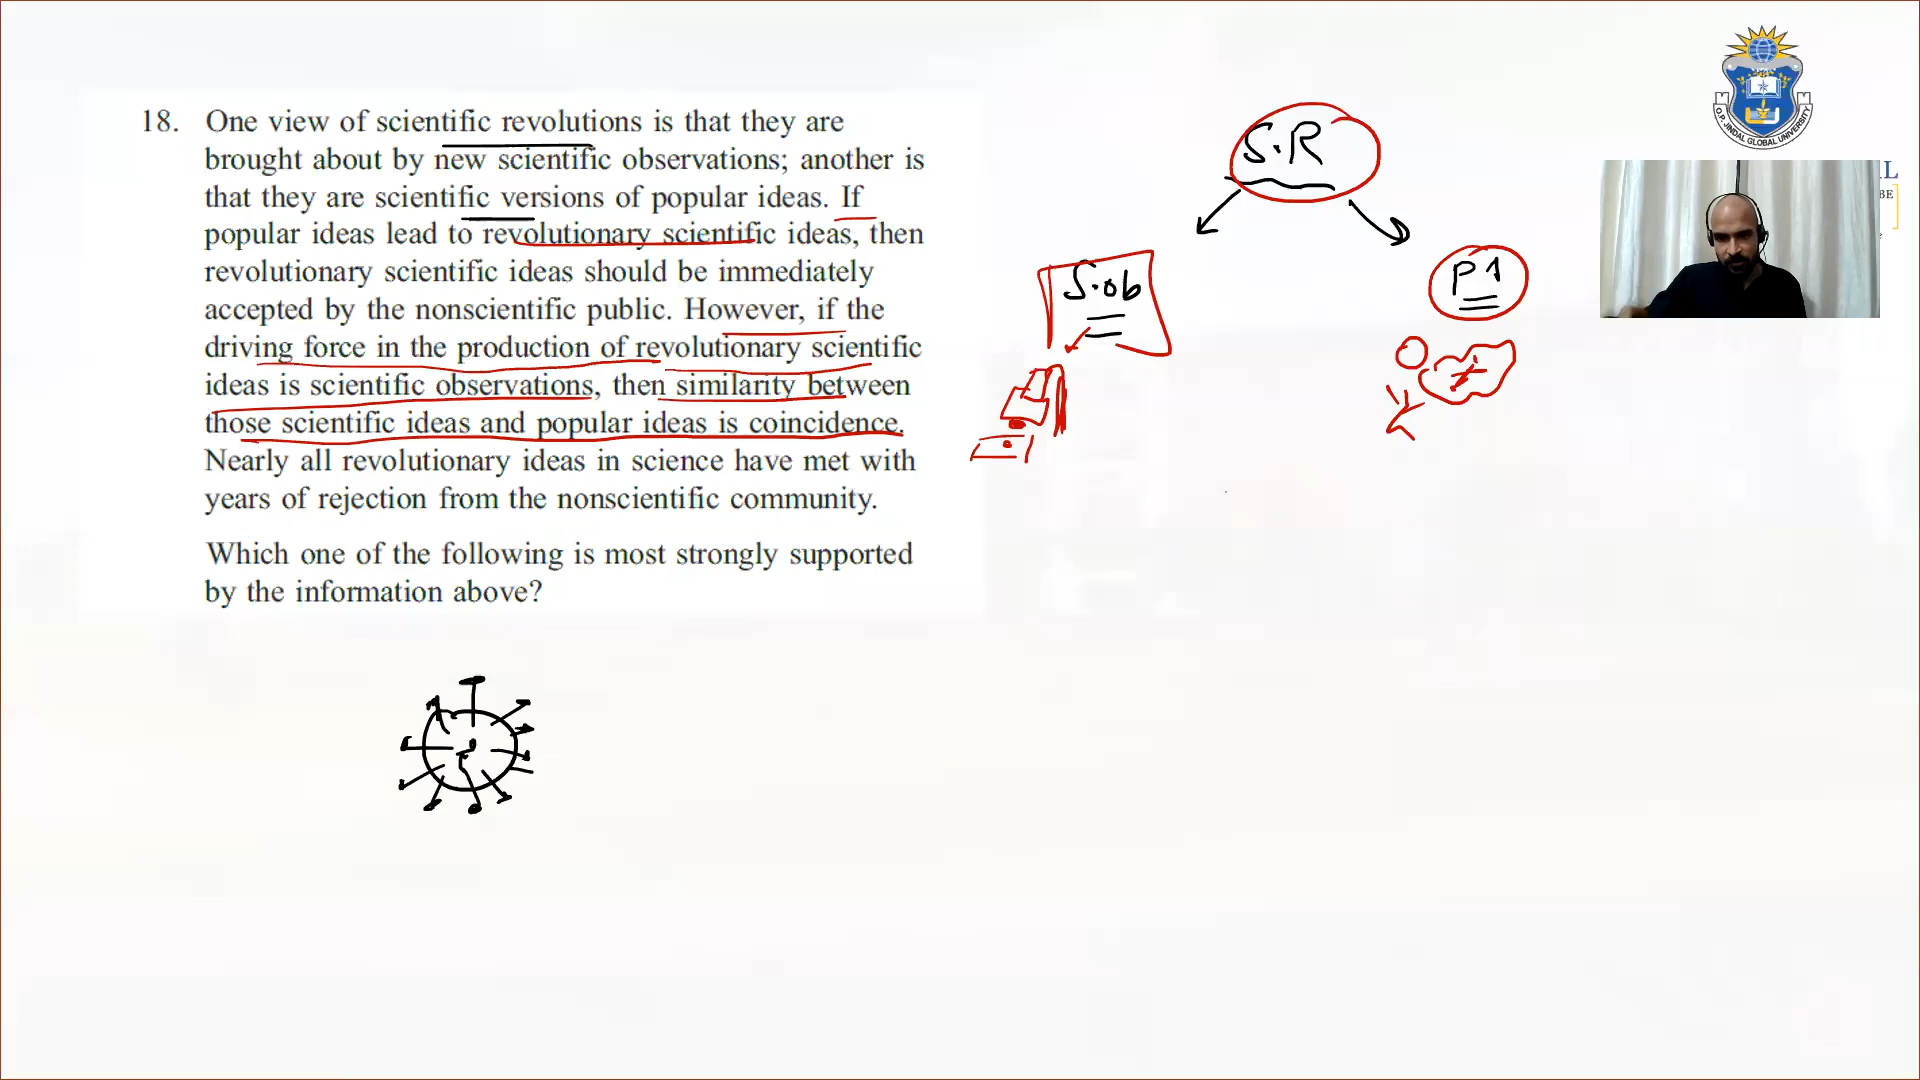 18. One view of scientific revolutions is that they are
brought about by new scientific observations; another is
that they are scientific versions of popular ideas. If
popular ideas lead to revolutionary scientific ideas, then
revolutionary scientific ideas should be immediately
accepted by the nonscientific public. However, if the
driving force in the production of revolutionary scientific
ideas is scientific observations, then similarity between
those scientific ideas and popular ideas is coincidence.
Nearly all revolutionary ideas in science have met with
years of rejection from the nonscientific community.
Which one of the following is most strongly supported
by the information above?
S.R
S.ob
P1
O.P. JINDAL GLOBAL UNIVERSITY
L
BE